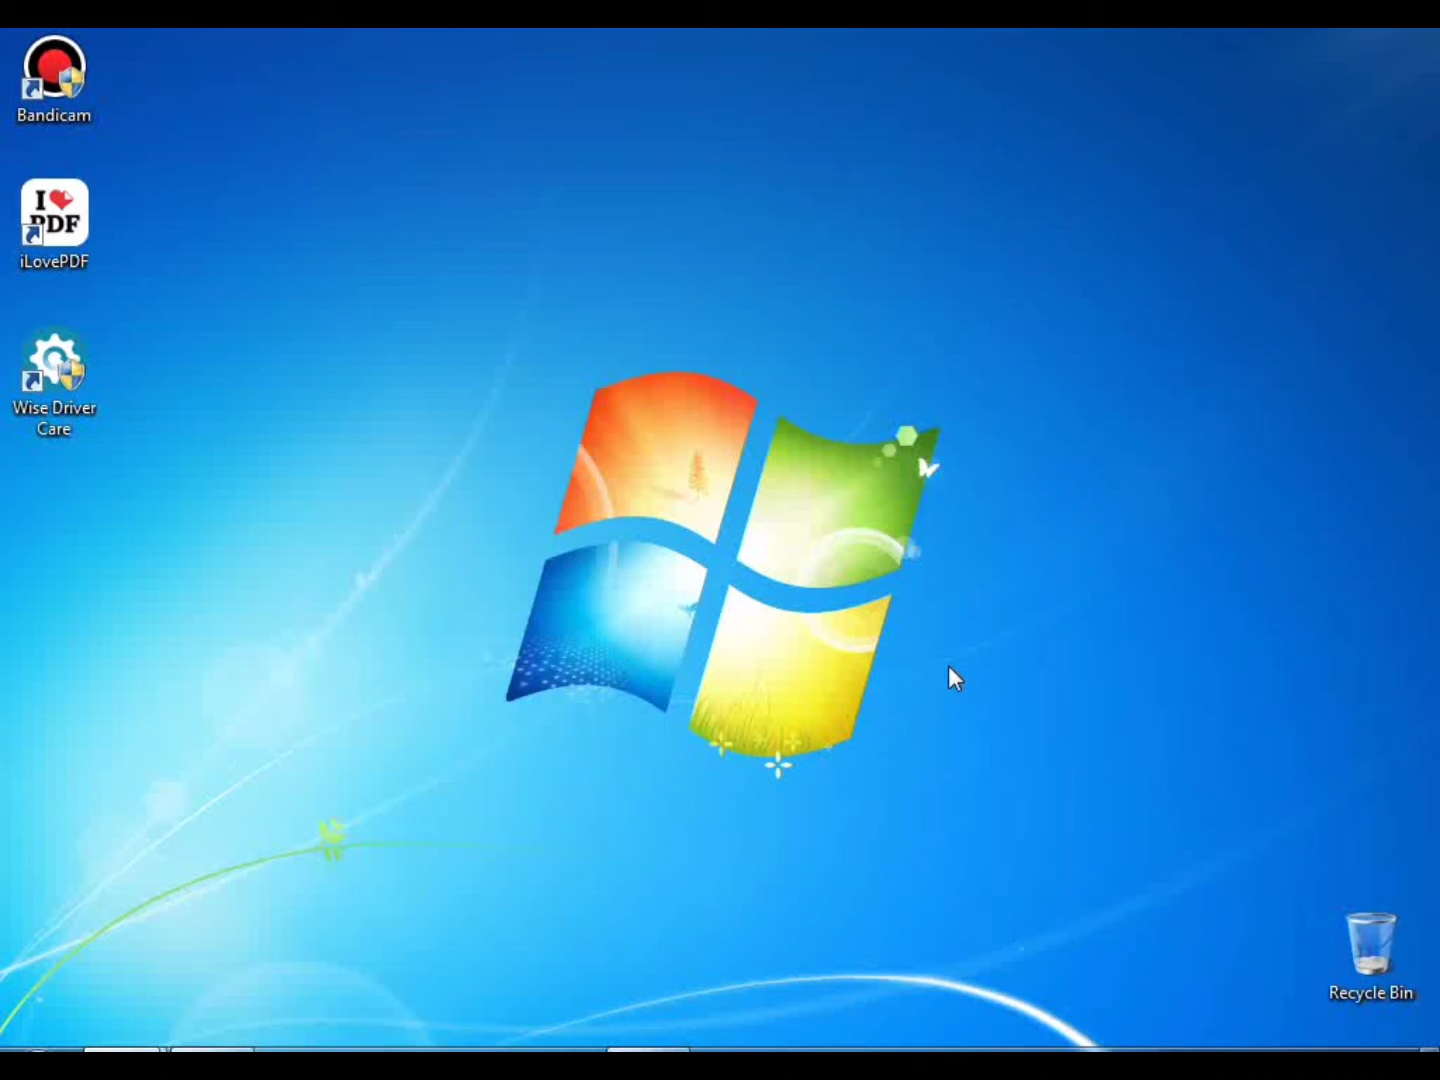 Bandicam
I PDF
iLovePDF
Wise Driver
Care
Recycle Bin